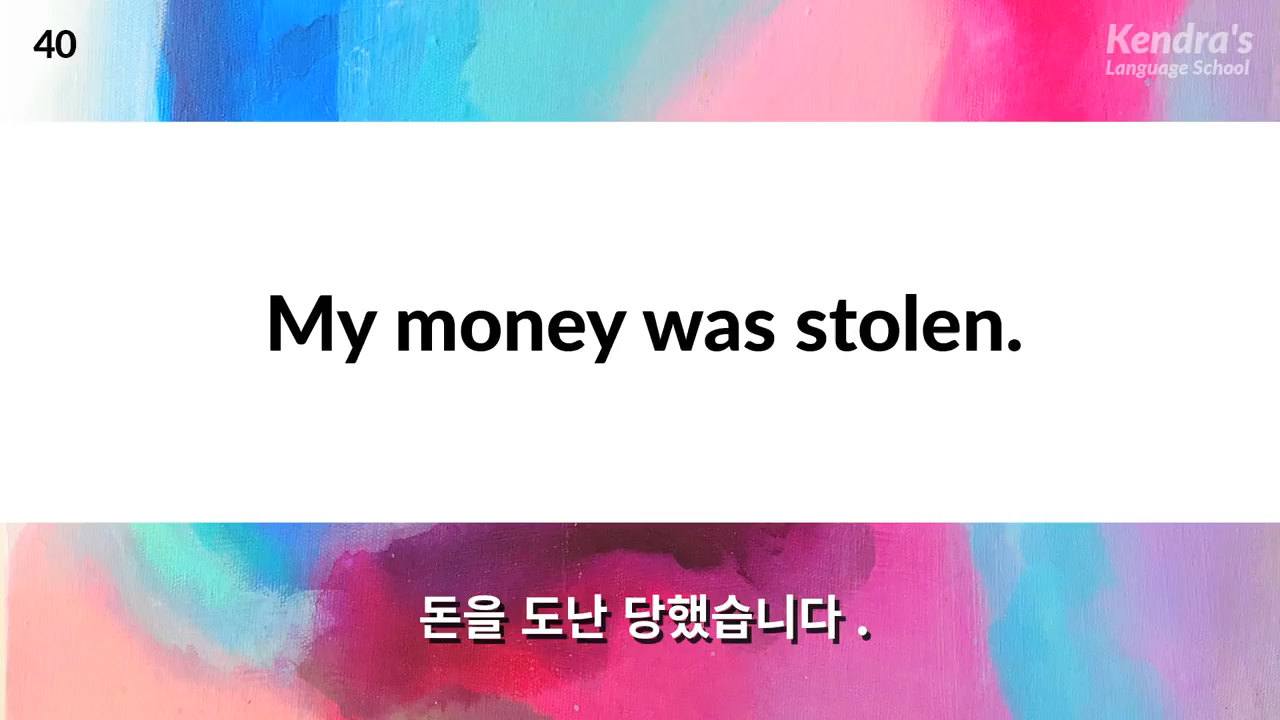 40
Kendra's
Language School
My money was stolen.
돈을 도난 당했습니다 .